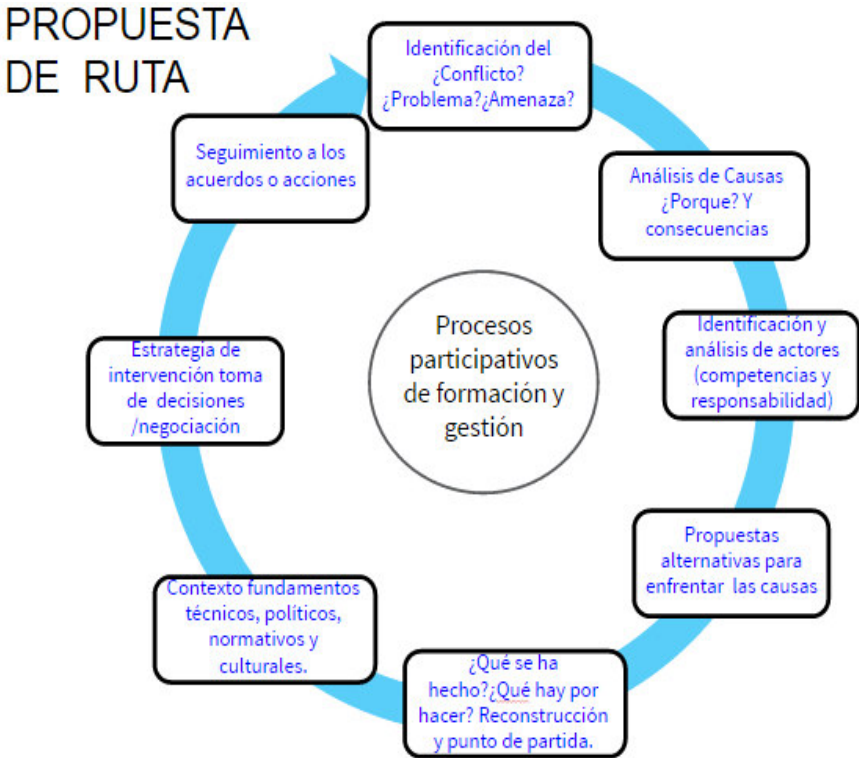 PROPUESTA
DE RUTA
Identificación del
¿Conflicto?
¿Problema?¿Amenaza?
Análisis de Causas
¿Porque? Y
consecuencias
Identificación y
análisis de actores
(competencias y
responsabilidad)
Propuestas
alternativas para
enfrentar las causas
¿Qué se ha
hecho?¿Qué hay por
hacer? Reconstrucción
y punto de partida.
Contexto fundamentos
técnicos, políticos,
normativos y
culturales.
Estrategia de
intervención toma
de decisiones
/negociación
Seguimiento a los
acuerdos o acciones
Procesos
participativos
de formación y
gestión